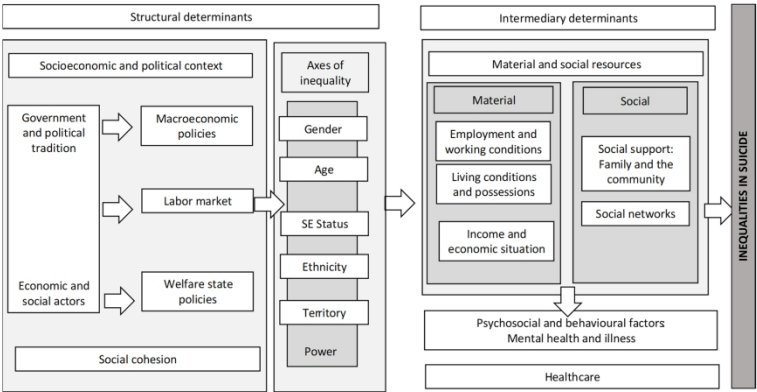 Structural determinants
Intermediary determinants
Socioeconomic and political context
Axes of
inequality
Material and social resources
Government
and political
tradition
Economic and
social actors
Macroeconomic
policies
Labor market
Welfare state
policies
Social cohesion
Gender
Age
SE Status
Ethnicity
Territory
Power
Material
Employment and
working conditions
Living conditions
and possessions
Income and
economic situation
Social
Social support:
Family and the
community
Social networks
Psychosocial and behavioural factors
Mental health and illness
Healthcare
INEQUALITIES IN SUICIDE